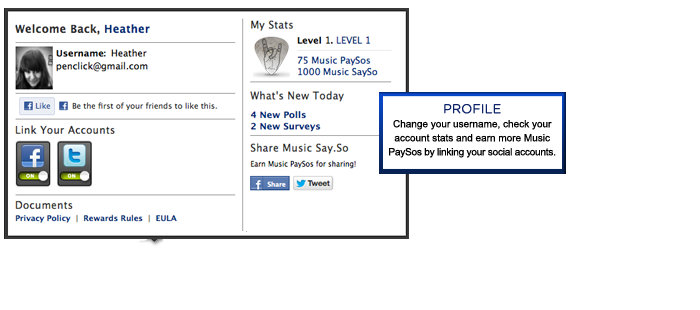 Welcome Back, Heather
Username: Heather
penclick@gmail.com
Like
Be the first of your friends to like this.
Link Your Accounts
ON
ON
Documents
Privacy Policy | Rewards Rules | EULA
My Stats
Level 1. LEVEL 1
75 Music PaySos
1000 Music SaySo
What's New Today
4 New Polls
2 New Surveys
Share Music Say.So
Earn Music PaySos for sharing!
Share
Tweet
PROFILE
Change your username, check your
account stats and earn more Music
PaySos by linking your social accounts.